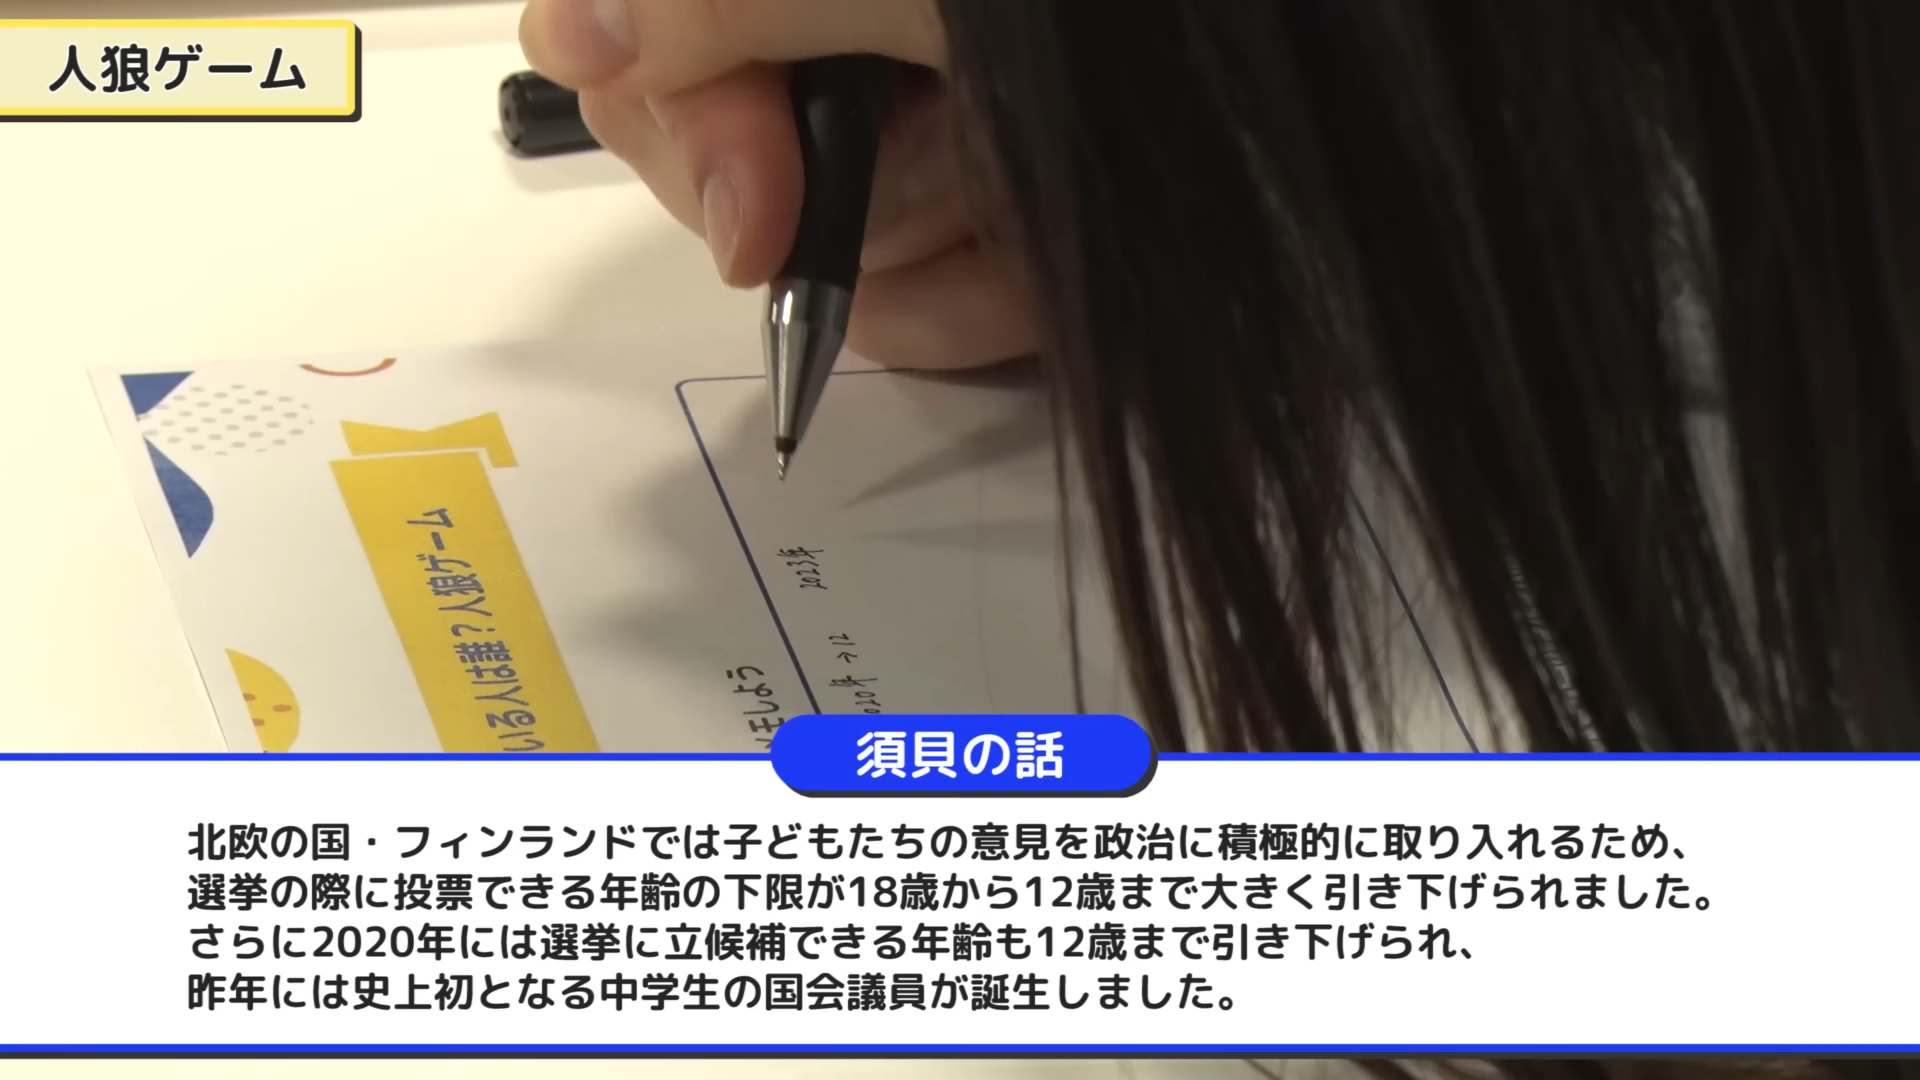 人狼ゲーム
いる人は誰？人狼ゲーム
メモしよう
2023年
2020年→12
須貝の話
北欧の国・フィンランドでは子どもたちの意見を政治に積極的に取り入れるため、
選挙の際に投票できる年齢の下限が18歳から12歳まで大きく引き下げられました。
さらに2020年には選挙に立候補できる年齢も12歳まで引き下げられ、
昨年には史上初となる中学生の国会議員が誕生しました。